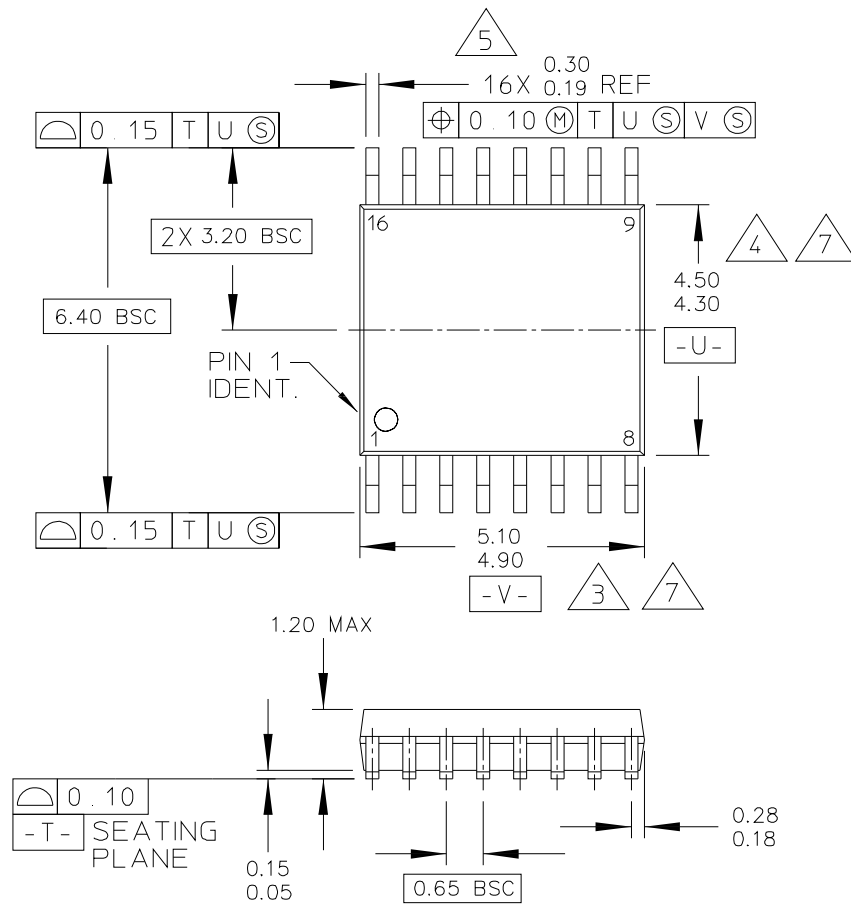 5
16X 0.30 0.19 REF
⌖ 0.10 Ⓜ T U Ⓢ V Ⓢ
⌓ 0.15 T U Ⓢ
2X 3.20 BSC
16
9
4
7
4.50
4.30
-U-
6.40 BSC
PIN 1
IDENT.
1
8
⌓ 0.15 T U Ⓢ
5.10
4.90
-V-
3
7
1.20 MAX
⌓ 0.10
-T- SEATING
PLANE
0.15
0.05
0.65 BSC
0.28
0.18